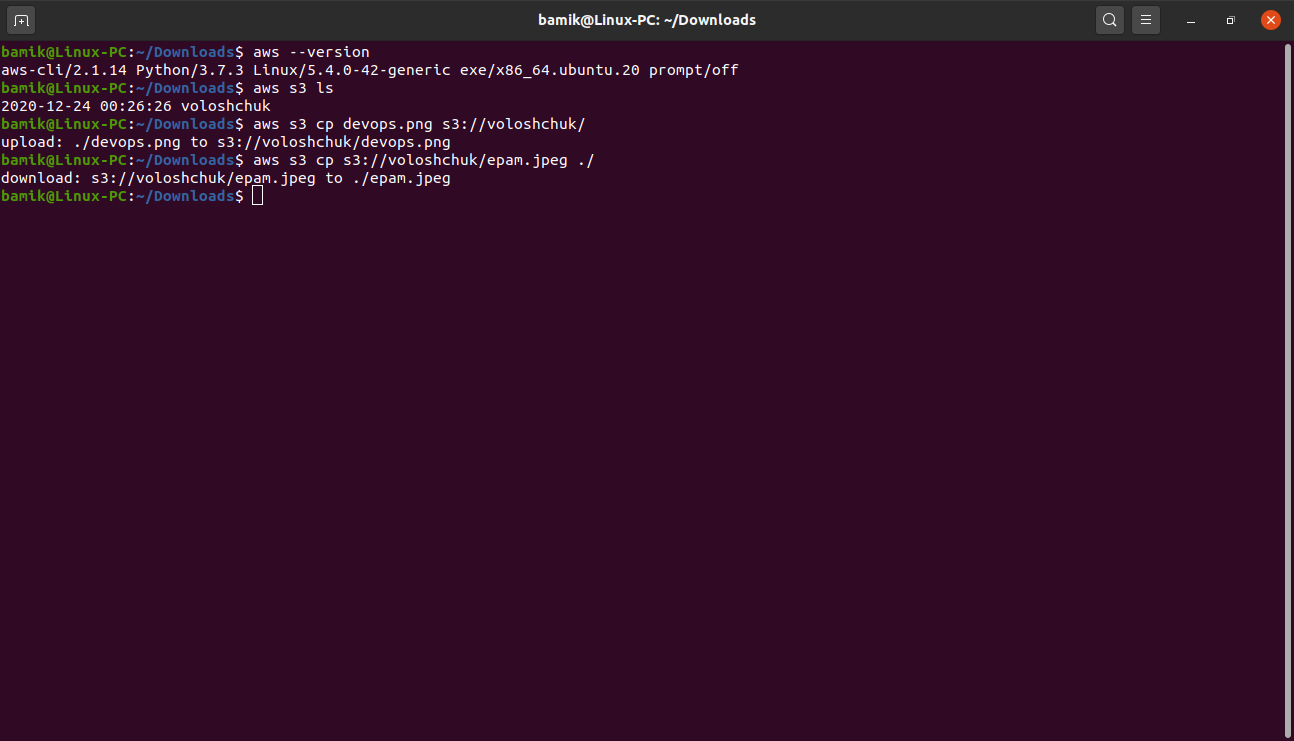 bamik@Linux-PC: ~/Downloads
bamik@Linux-PC:~/Downloads$ aws --version
aws-cli/2.1.14 Python/3.7.3 Linux/5.4.0-42-generic exe/x86_64.ubuntu.20 prompt/off
bamik@Linux-PC:~/Downloads$ aws s3 ls
2020-12-24 00:26:26 voloshchuk
bamik@Linux-PC:~/Downloads$ aws s3 cp devops.png s3://voloshchuk/
upload: ./devops.png to s3://voloshchuk/devops.png
bamik@Linux-PC:~/Downloads$ aws s3 cp s3://voloshchuk/epam.jpeg ./
download: s3://voloshchuk/epam.jpeg to ./epam.jpeg
bamik@Linux-PC:~/Downloads$